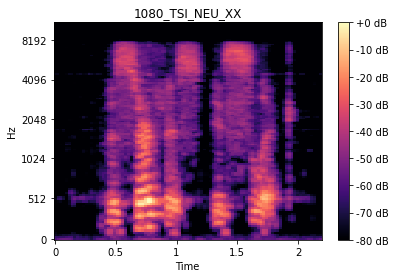 1080_TSI_NEU_XX
8192
4096
2048
1024
512
0
Hz
0
0.5
1
1.5
2
Time
+0 dB
-10 dB
-20 dB
-30 dB
-40 dB
-50 dB
-60 dB
-70 dB
-80 dB